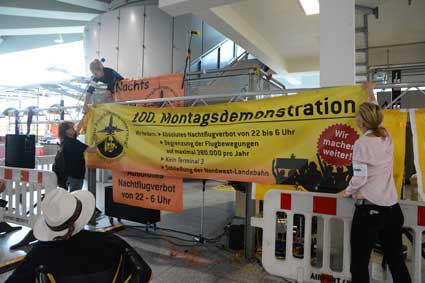 Nachts
100. Montagsdemonstration
Wir fordern: ▸ Absolutes Nachtflugverbot von 22 bis 6 Uhr
▸ Begrenzung der Flugbewegungen
auf maximal 380.000 pro Jahr
▸ Kein Terminal 3
▸ Schließung der Nordwest-Landebahn
Wir machen
weiter!
Absolutes
Nachtflugverbot
von 22 - 6 Uhr